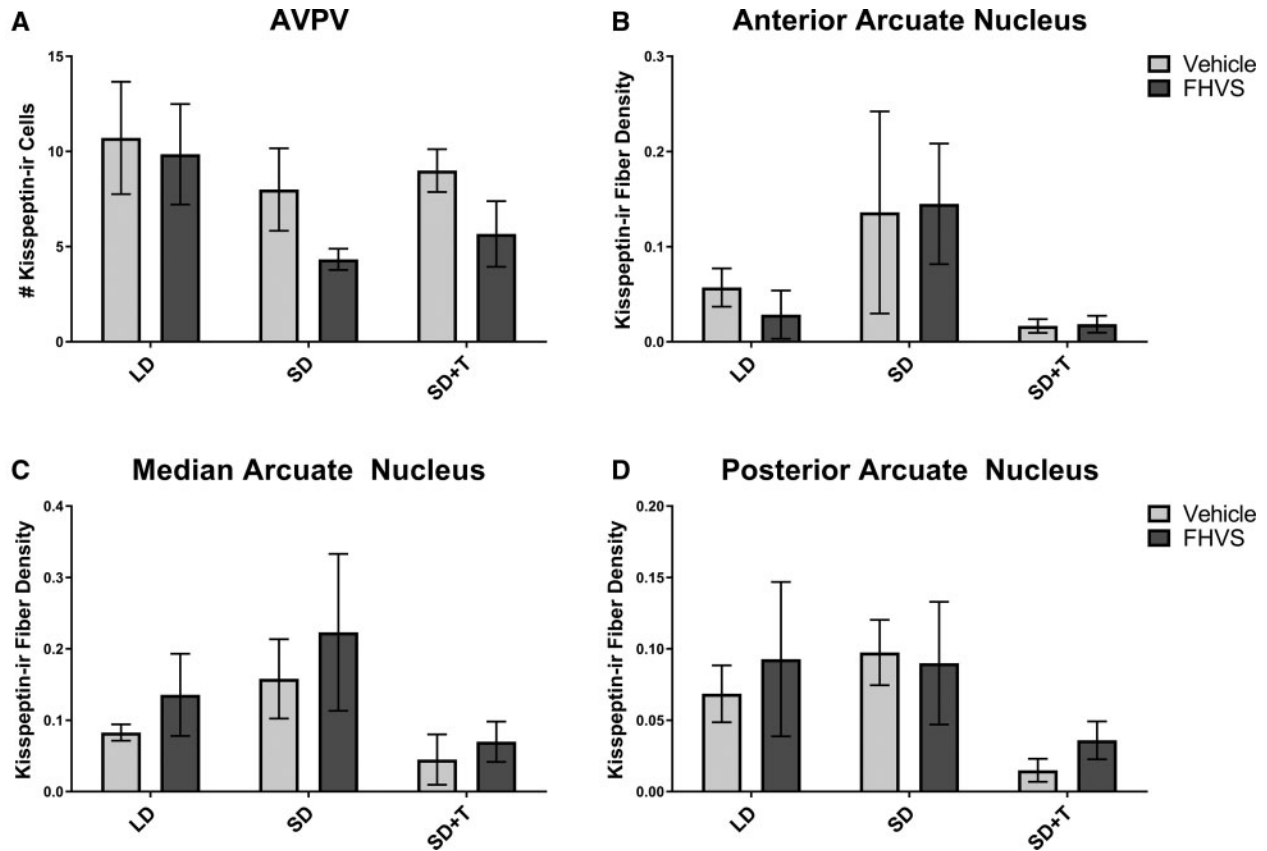 A
AVPV
# Kisspeptin-ir Cells
15
10
5
0
LD
SD
SD+T
B
Anterior Arcuate Nucleus
Kisspeptin-ir Fiber Density
0.3
0.2
0.1
0.0
LD
SD
SD+T
Vehicle
FHVS
C
Median Arcuate Nucleus
Kisspeptin-ir Fiber Density
0.4
0.3
0.2
0.1
0.0
LD
SD
SD+T
D
Posterior Arcuate Nucleus
Kisspeptin-ir Fiber Density
0.20
0.15
0.10
0.05
0.00
LD
SD
SD+T
Vehicle
FHVS